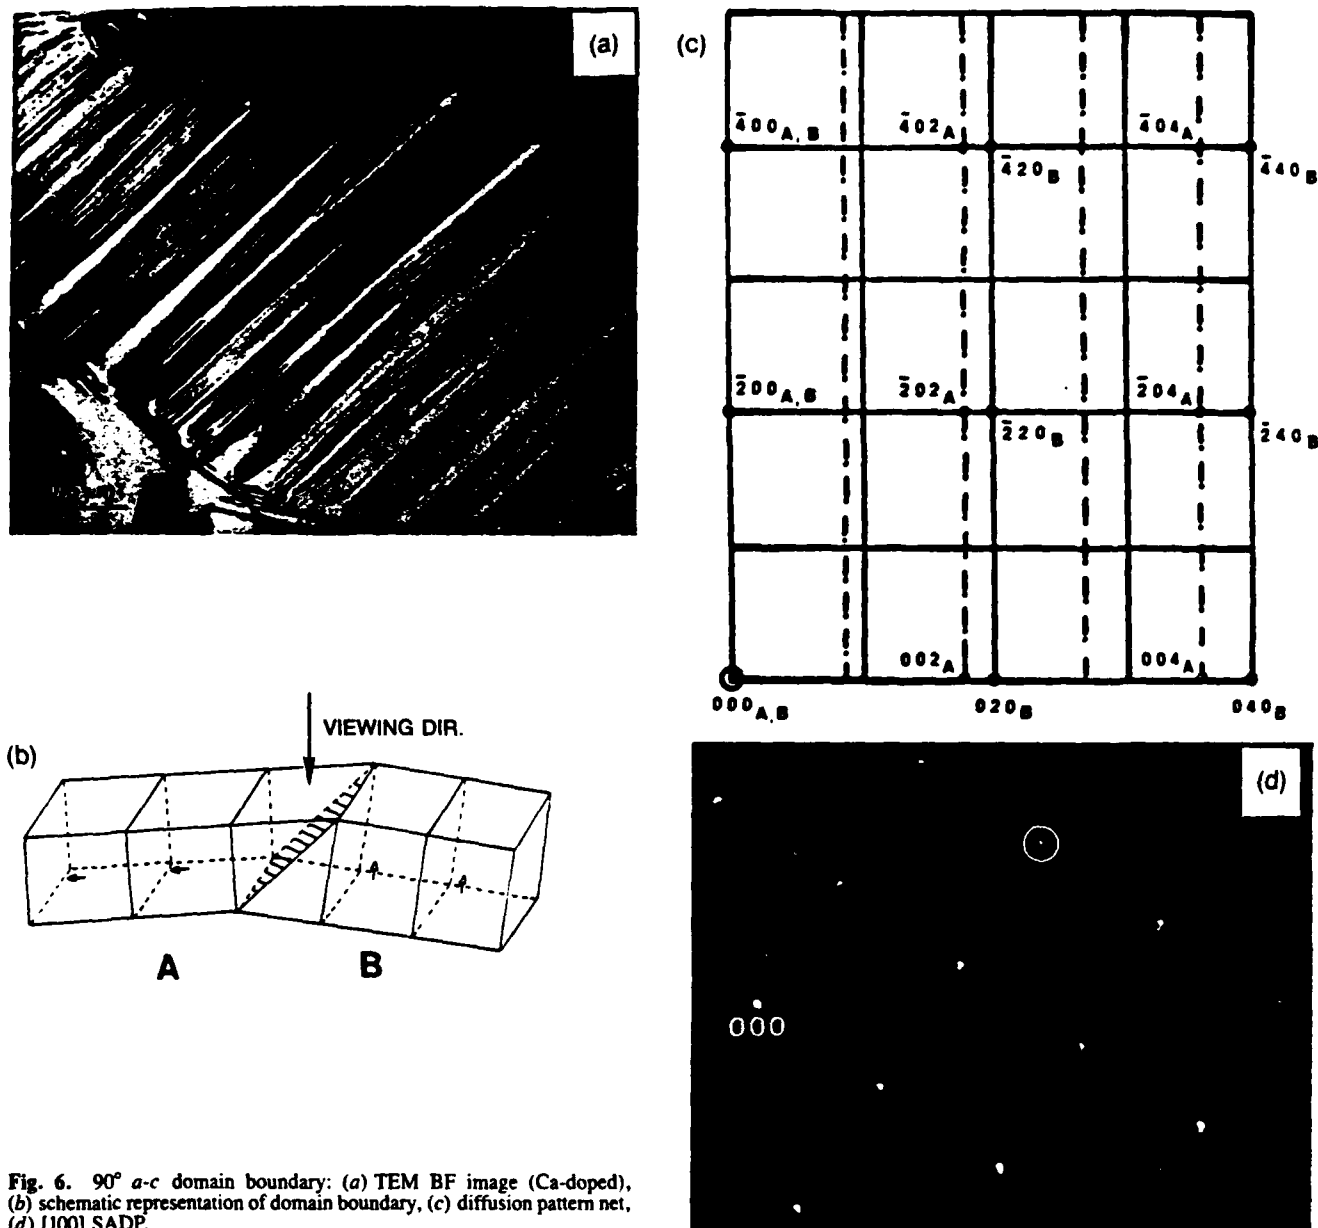 (a)
(c)
4̄00A,B
4̄02A
4̄04A
4̄20B
4̄40B
2̄00A,B
2̄02A
2̄04A
2̄20B
2̄40B
002A
004A
000A,B
020B
040B
(b)
VIEWING DIR.
A
B
(d)
000
Fig. 6. 90° a-c domain boundary: (a) TEM BF image (Ca-doped),
(b) schematic representation of domain boundary, (c) diffusion pattern net,
(d) [100] SADP.